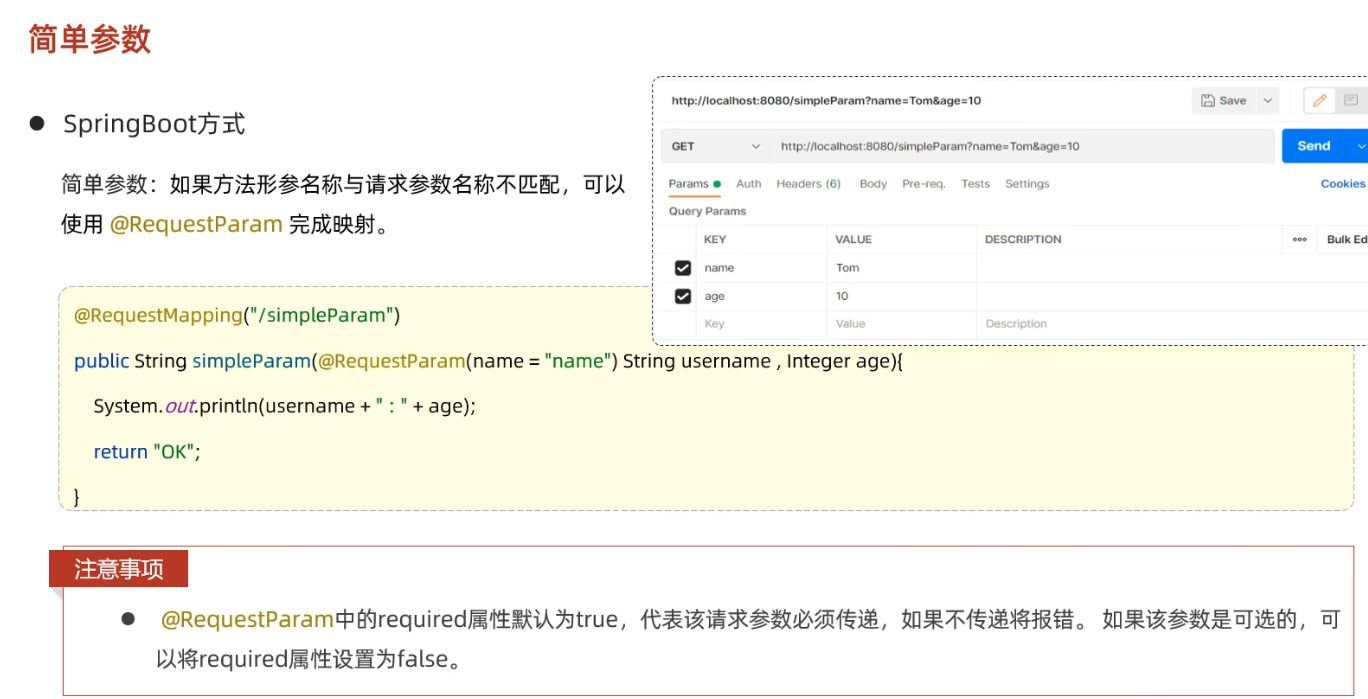 简单参数
SpringBoot方式
简单参数：如果方法形参名称与请求参数名称不匹配，可以
使用 @RequestParam 完成映射。
http://localhost:8080/simpleParam?name=Tom&age=10
Save
GET
http://localhost:8080/simpleParam?name=Tom&age=10
Send
Params Auth Headers (6) Body Pre-req. Tests Settings
Cookies
Query Params
KEY VALUE DESCRIPTION ooo Bulk Ed
name Tom
age 10
Key Value Description
@RequestMapping("/simpleParam")
public String simpleParam(@RequestParam(name = "name") String username , Integer age){
System.out.println(username + " : " + age);
return "OK";
}
注意事项
@RequestParam中的required属性默认为true，代表该请求参数必须传递，如果不传递将报错。 如果该参数是可选的，可
以将required属性设置为false。